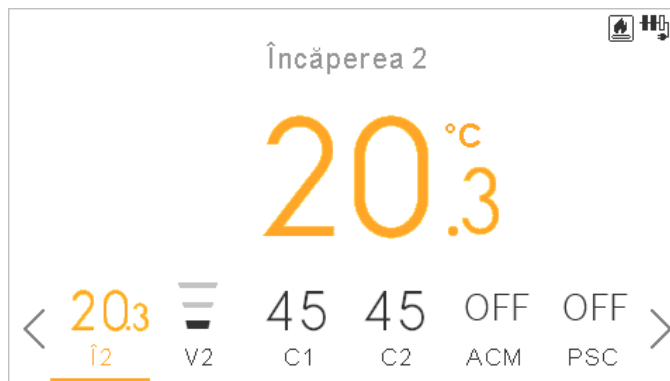 Încăperea 2
20.3 °C
20.3 45 45 OFF OFF
Î2 V2 C1 C2 ACM PSC